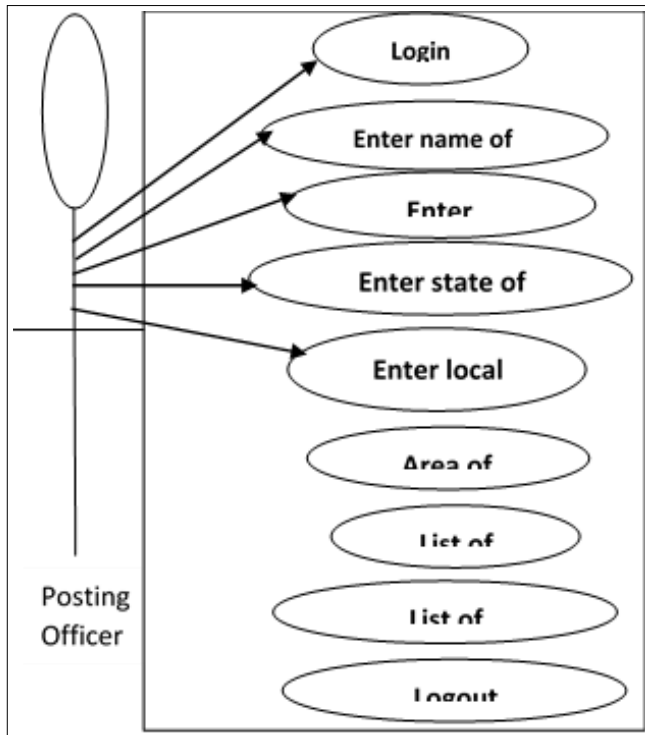 Login
Enter name of
Enter
Enter state of
Enter local
Area of
List of
List of
Logout
Posting
Officer